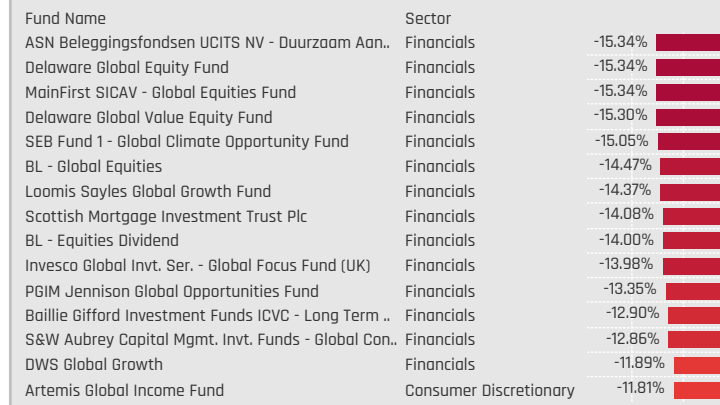 Fund Name Sector
ASN Beleggingsfondsen UCITS NV - Duurzaam Aan.. Financials -15.34%
Delaware Global Equity Fund Financials -15.34%
MainFirst SICAV - Global Equities Fund Financials -15.34%
Delaware Global Value Equity Fund Financials -15.30%
SEB Fund 1 - Global Climate Opportunity Fund Financials -15.05%
BL - Global Equities Financials -14.47%
Loomis Sayles Global Growth Fund Financials -14.37%
Scottish Mortgage Investment Trust Plc Financials -14.08%
BL - Equities Dividend Financials -14.00%
Invesco Global Invt. Ser. - Global Focus Fund (UK) Financials -13.98%
PGIM Jennison Global Opportunities Fund Financials -13.35%
Baillie Gifford Investment Funds ICVC - Long Term .. Financials -12.90%
S&W Aubrey Capital Mgmt. Invt. Funds - Global Con.. Financials -12.86%
DWS Global Growth Financials -11.89%
Artemis Global Income Fund Consumer Discretionary -11.81%